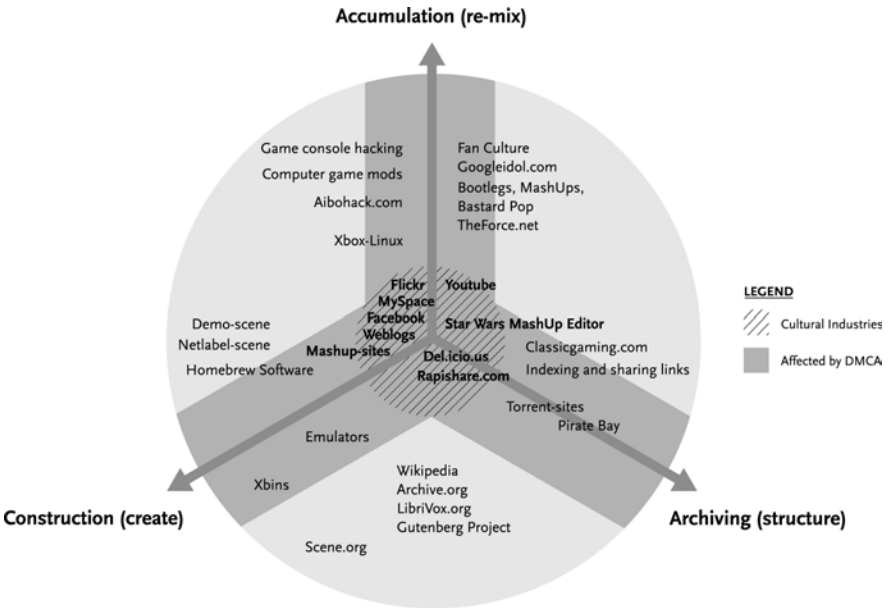 Accumulation (re-mix)
Game console hacking
Computer game mods
Aibohack.com
Xbox-Linux
Fan Culture
Googleidol.com
Bootlegs, MashUps,
Bastard Pop
TheForce.net
Flickr
MySpace
Facebook
Weblogs
Mashup-sites
Youtube
Star Wars MashUp Editor
Del.icio.us
Rapishare.com
Demo-scene
Netlabel-scene
Homebrew Software
Classicgaming.com
Indexing and sharing links
Torrent-sites
Pirate Bay
Emulators
Xbins
Wikipedia
Archive.org
LibriVox.org
Gutenberg Project
Scene.org
Construction (create)
Archiving (structure)
LEGEND
Cultural Industries
Affected by DMCA